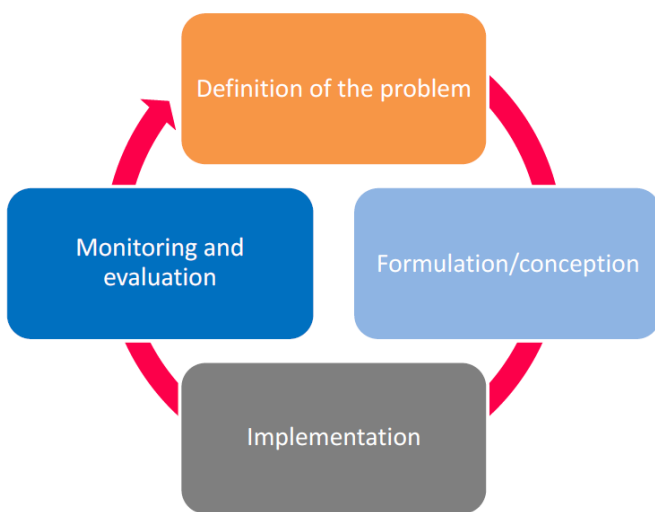 Definition of the problem
Formulation/conception
Implementation
Monitoring and
evaluation